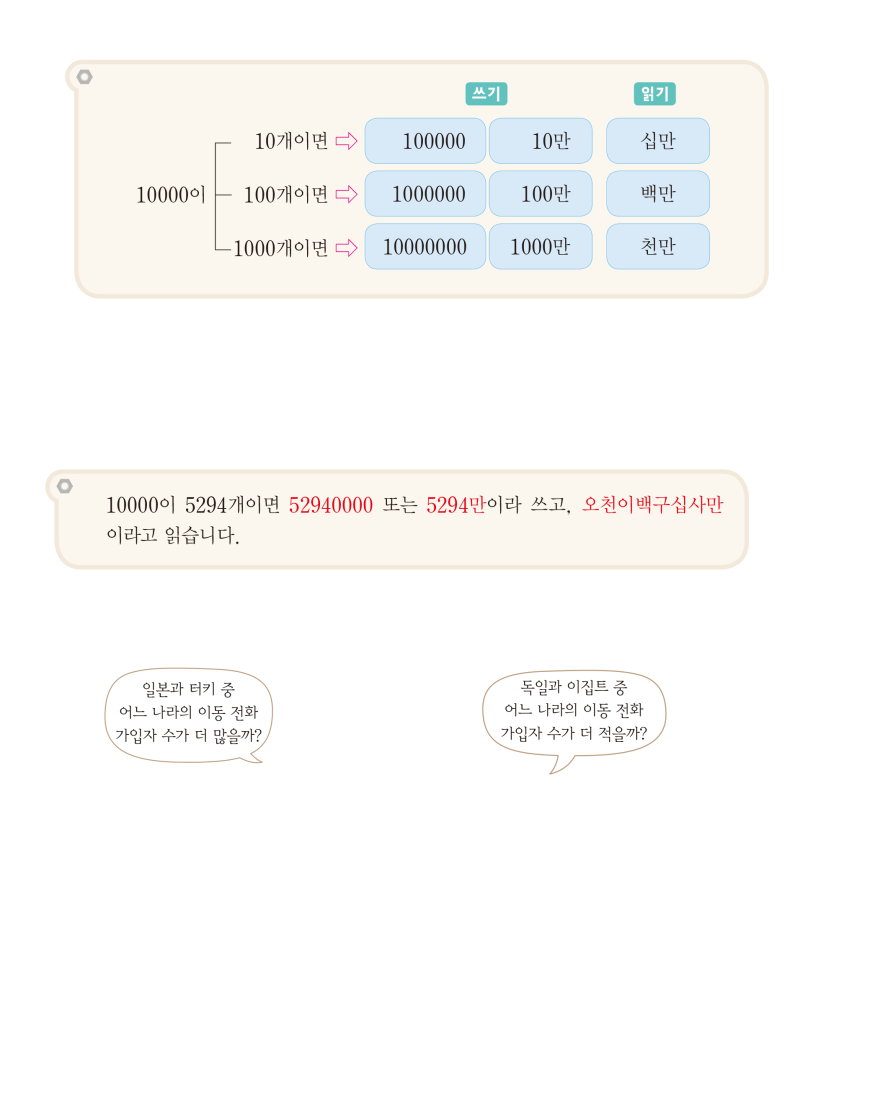 쓰기 읽기
10개이면 100000 10만 십만
10000이 100개이면 1000000 100만 백만
1000개이면 10000000 1000만 천만
10000이 5294개이면 52940000 또는 5294만이라 쓰고, 오천이백구십사만
이라고 읽습니다.
일본과 터키 중
어느 나라의 이동 전화
가입자 수가 더 많을까?
독일과 이집트 중
어느 나라의 이동 전화
가입자 수가 더 적을까?